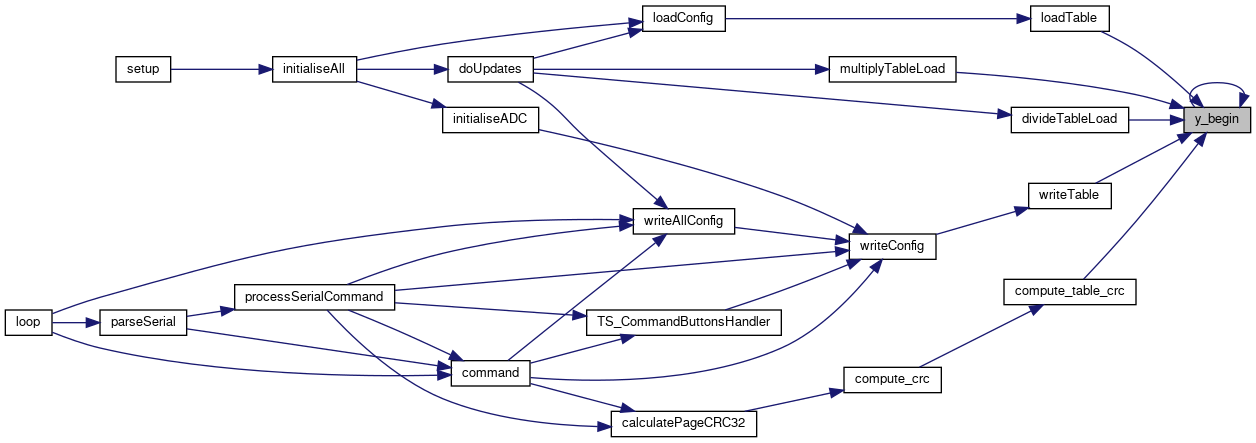 loadConfig
loadTable
setup
initialiseAll
doUpdates
multiplyTableLoad
initialiseADC
divideTableLoad
y_begin
writeTable
writeAllConfig
writeConfig
compute_table_crc
processSerialCommand
loop
parseSerial
TS_CommandButtonsHandler
command
compute_crc
calculatePageCRC32